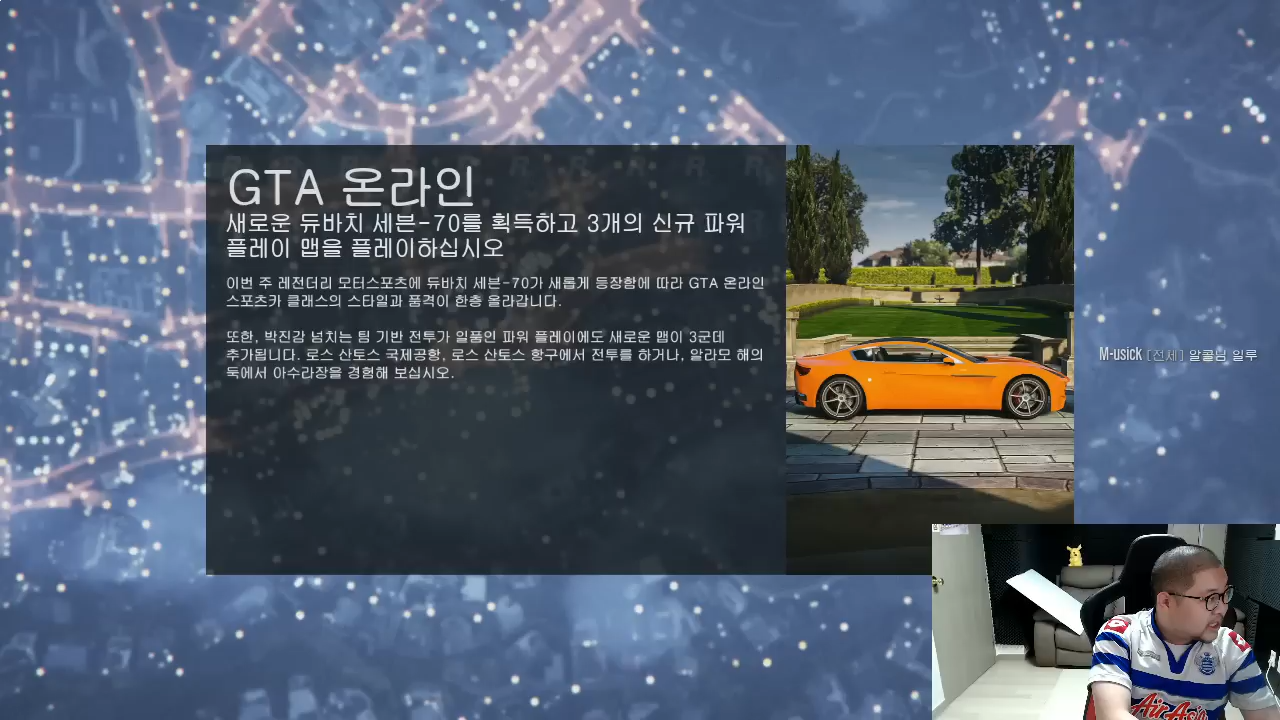 GTA 온라인
새로운 듀바치 세븐-70를 획득하고 3개의 신규 파워
플레이 맵을 플레이하십시오
이번 주 레전더리 모터스포츠에 듀바치 세븐-70가 새롭게 등장함에 따라 GTA 온라인
스포츠카 클래스의 스타일과 품격이 한층 올라갑니다.
또한, 박진감 넘치는 팀 기반 전투가 일품인 파워 플레이에도 새로운 맵이 3군데
추가됩니다. 로스 산토스 국제공항, 로스 산토스 항구에서 전투를 하거나, 알라모 해의
둑에서 아수라장을 경험해 보십시오.
M-usick [전체] 알콜님 일루
AirAsia